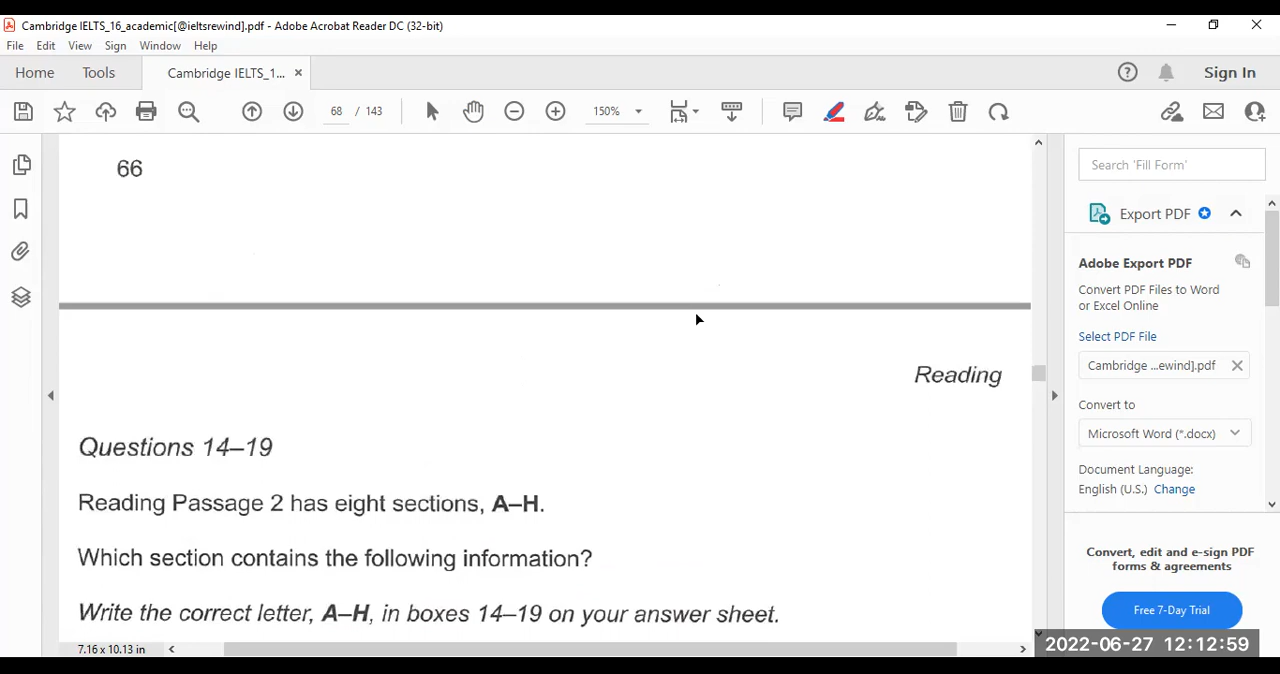 Cambridge IELTS_16_academic[@ieltsrewind].pdf - Adobe Acrobat Reader DC (32-bit)
File Edit View Sign Window Help
Home Tools Cambridge IELTS_1... × Sign In
68 / 143 150%
66
Reading
Questions 14–19
Reading Passage 2 has eight sections, A–H.
Which section contains the following information?
Write the correct letter, A–H, in boxes 14–19 on your answer sheet.
7.16 x 10.13 in
Search 'Fill Form'
Export PDF
Adobe Export PDF
Convert PDF Files to Word
or Excel Online
Select PDF File
Cambridge ...ewind].pdf
Convert to
Microsoft Word (*.docx)
Document Language:
English (U.S.) Change
Convert, edit and e-sign PDF
forms & agreements
Free 7-Day Trial
2022-06-27 12:12:59